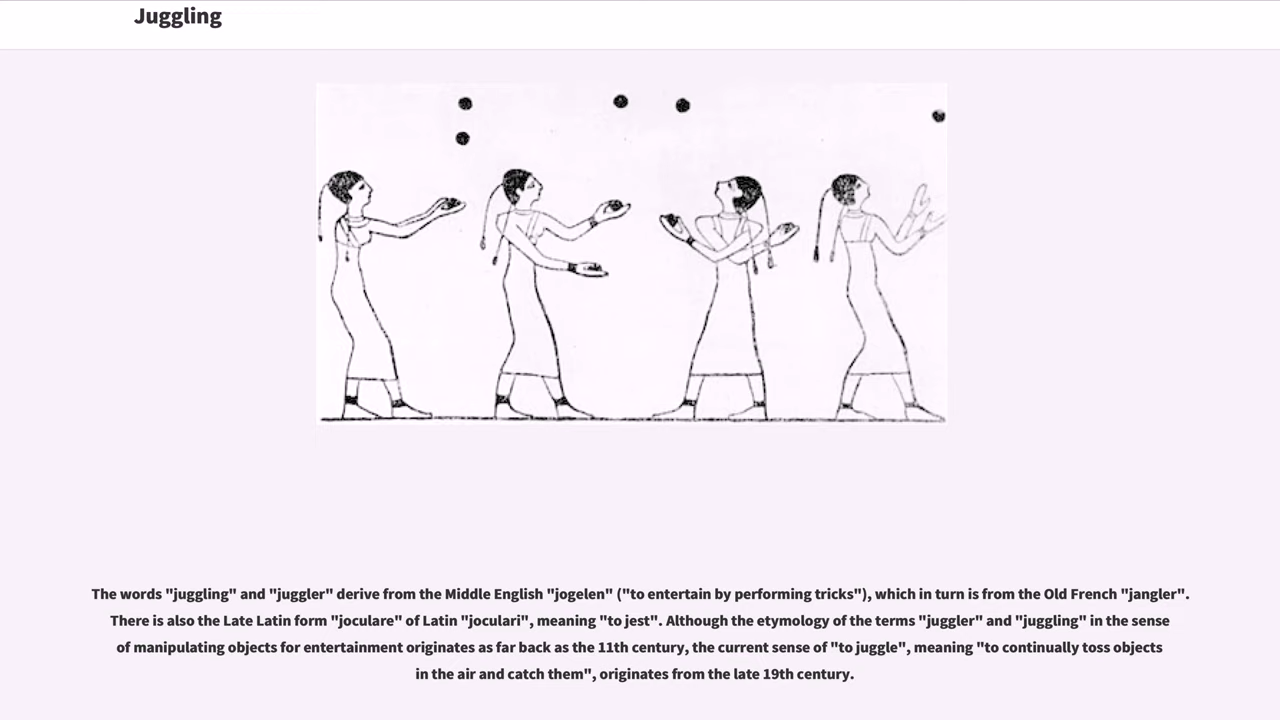 Juggling
The words "juggling" and "juggler" derive from the Middle English "jogelen" ("to entertain by performing tricks"), which in turn is from the Old French "jangler".
There is also the Late Latin form "joculare" of Latin "joculari", meaning "to jest". Although the etymology of the terms "juggler" and "juggling" in the sense
of manipulating objects for entertainment originates as far back as the 11th century, the current sense of "to juggle", meaning "to continually toss objects
in the air and catch them", originates from the late 19th century.